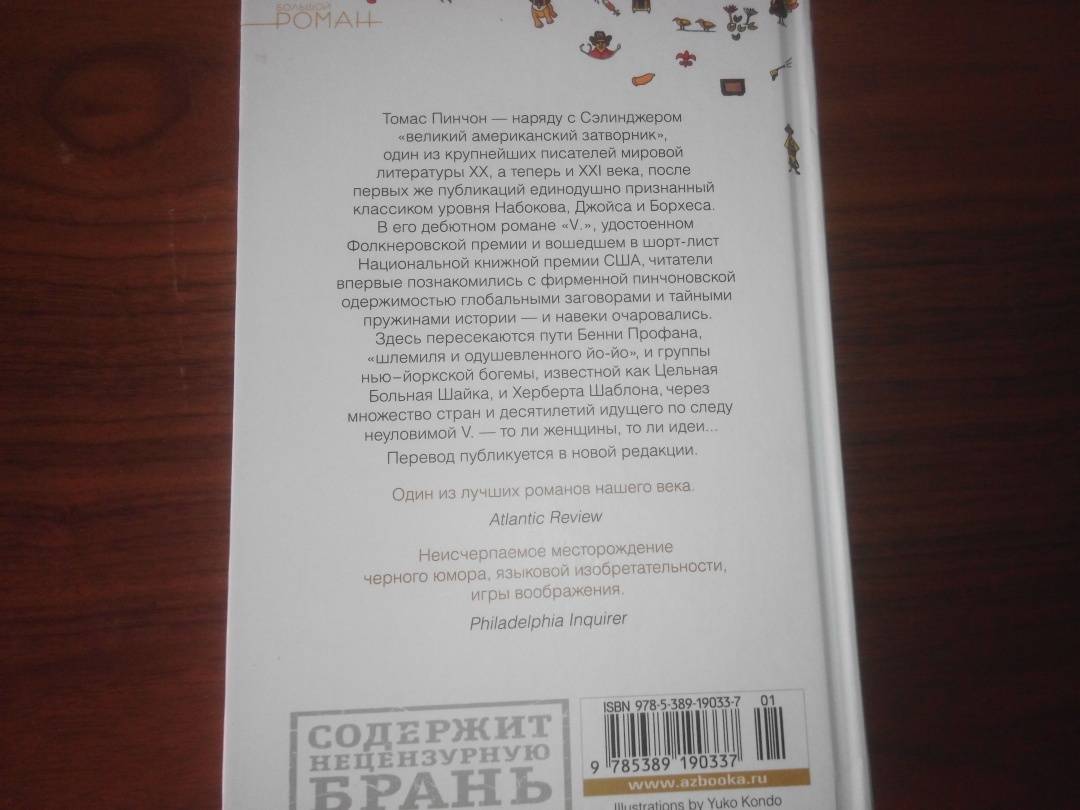 БОЛЬШОЙ
РОМАН
Томас Пинчон — наряду с Сэлинджером
«великий американский затворник»,
один из крупнейших писателей мировой
литературы XX, а теперь и XXI века, после
первых же публикаций единодушно признанный
классиком уровня Набокова, Джойса и Борхеса.
В его дебютном романе «V.», удостоенном
Фолкнеровской премии и вошедшем в шорт-лист
Национальной книжной премии США, читатели
впервые познакомились с фирменной пинчоновской
одержимостью глобальными заговорами и тайными
пружинами истории — и навеки очаровались.
Здесь пересекаются пути Бенни Профана,
«шлемиля и одушевленного йо-йо», и группы
нью–йоркской богемы, известной как Цельная
Больная Шайка, и Херберта Шаблона, через
множество стран и десятилетий идущего по следу
неуловимой V. — то ли женщины, то ли идеи...
Перевод публикуется в новой редакции.
Один из лучших романов нашего века.
Atlantic Review
Неисчерпаемое месторождение
черного юмора, языковой изобретательности,
игры воображения.
Philadelphia Inquirer
СОДЕРЖИТ
НЕЦЕНЗУРНУЮ
БРАНЬ
ISBN 978-5-389-19033-7 01
9 785389 190337
www.azbooka.ru
Illustrations by Yuko Kondo